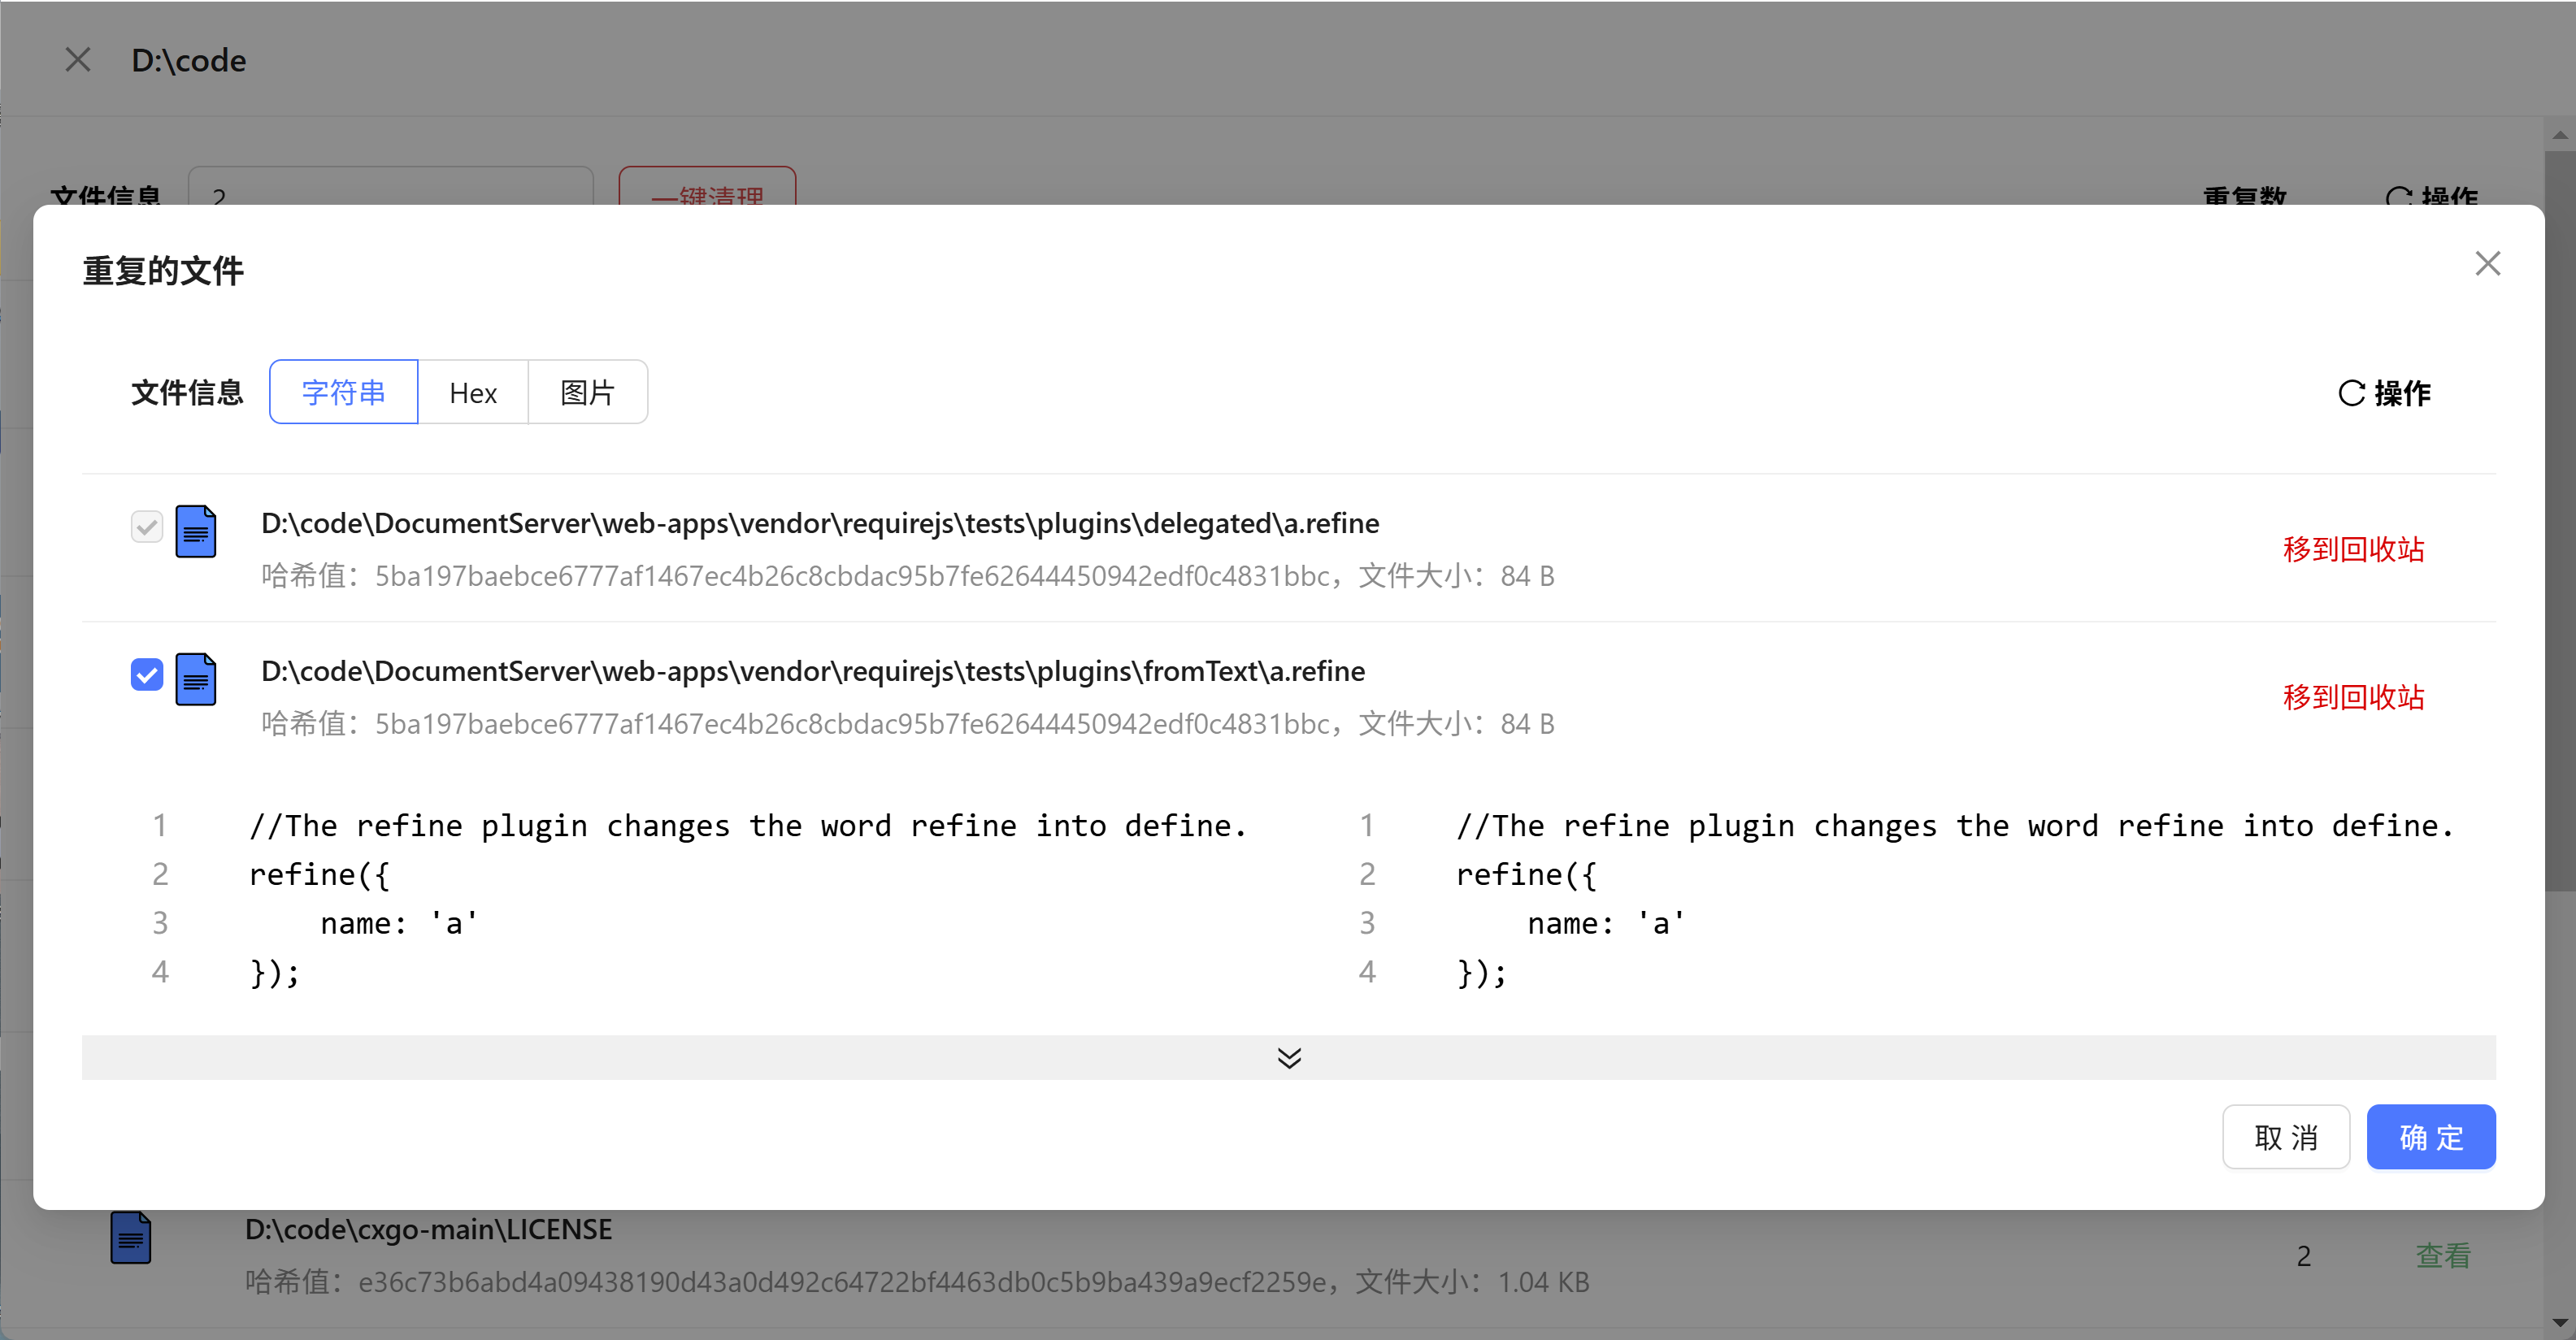 D:\code
文件信息 2 一键清理 重复数 操作
重复的文件
文件信息 字符串 Hex 图片 操作
D:\code\DocumentServer\web-apps\vendor\requirejs\tests\plugins\delegated\a.refine
哈希值：5ba197baebce6777af1467ec4b26c8cbdac95b7fe62644450942edf0c4831bbc，文件大小：84 B
移到回收站
D:\code\DocumentServer\web-apps\vendor\requirejs\tests\plugins\fromText\a.refine
哈希值：5ba197baebce6777af1467ec4b26c8cbdac95b7fe62644450942edf0c4831bbc，文件大小：84 B
移到回收站
1 //The refine plugin changes the word refine into define.
2 refine({
3     name: 'a'
4 });
1 //The refine plugin changes the word refine into define.
2 refine({
3     name: 'a'
4 });
取消 确定
D:\code\cxgo-main\LICENSE
哈希值：e36c73b6abd4a09438190d43a0d492c64722bf4463db0c5b9ba439a9ecf2259e，文件大小：1.04 KB
2 查看